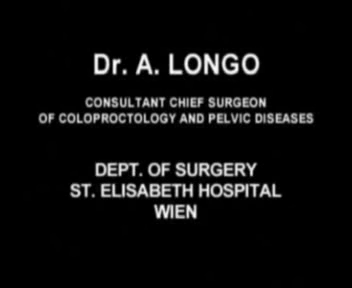 Dr. A. LONGO
CONSULTANT CHIEF SURGEON
OF COLOPROCTOLOGY AND PELVIC DISEASES
DEPT. OF SURGERY
ST. ELISABETH HOSPITAL
WIEN